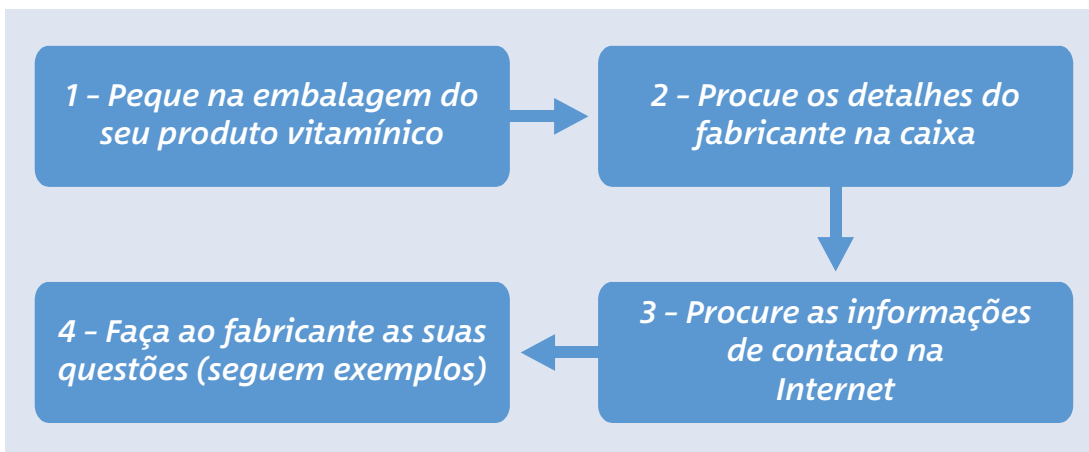 1 – Peque na embalagem do
seu produto vitamínico
2 – Procue os detalhes do
fabricante na caixa
3 – Procure as informações
de contacto na
Internet
4 – Faça ao fabricante as suas
questões (seguem exemplos)